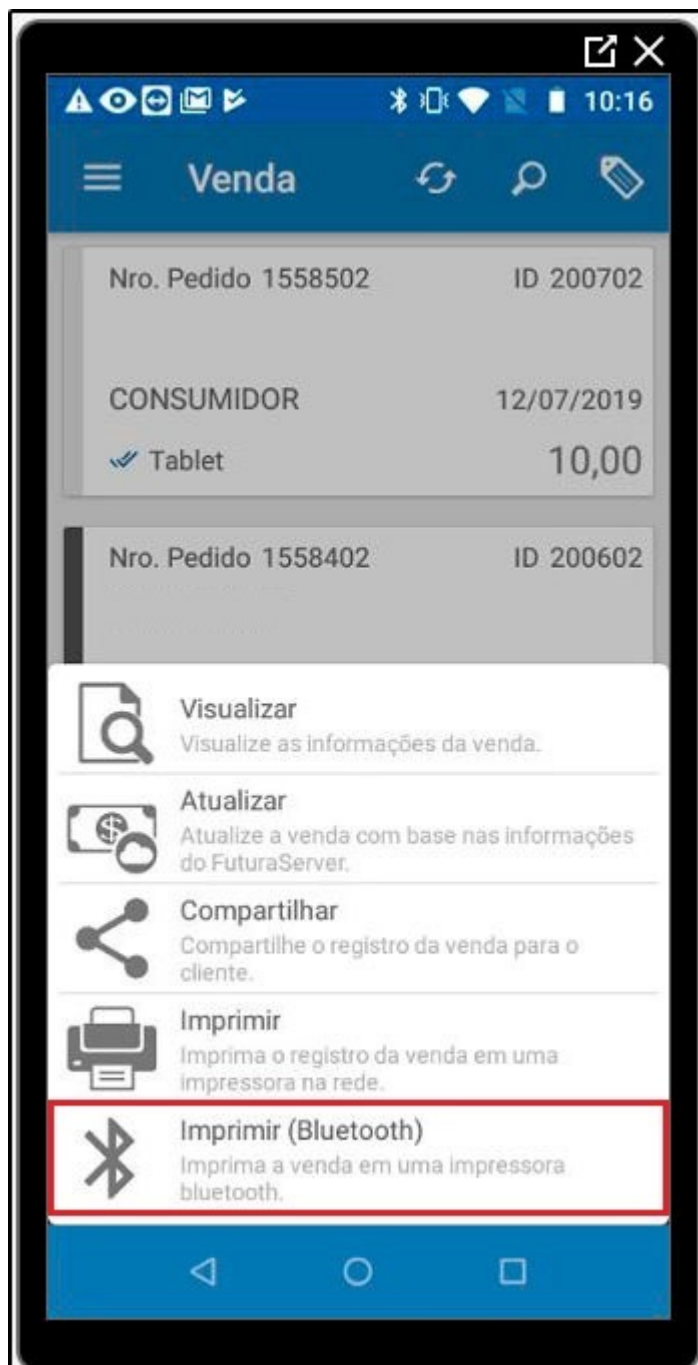 10:16
Venda
Nro. Pedido 1558502 ID 200702
CONSUMIDOR 12/07/2019
Tablet 10,00
Nro. Pedido 1558402 ID 200602
Visualizar
Visualize as informações da venda.
Atualizar
Atualize a venda com base nas informações
do FuturaServer.
Compartilhar
Compartilhe o registro da venda para o
cliente.
Imprimir
Imprima o registro da venda em uma
impressora na rede.
Imprimir (Bluetooth)
Imprima a venda em uma impressora
bluetooth.